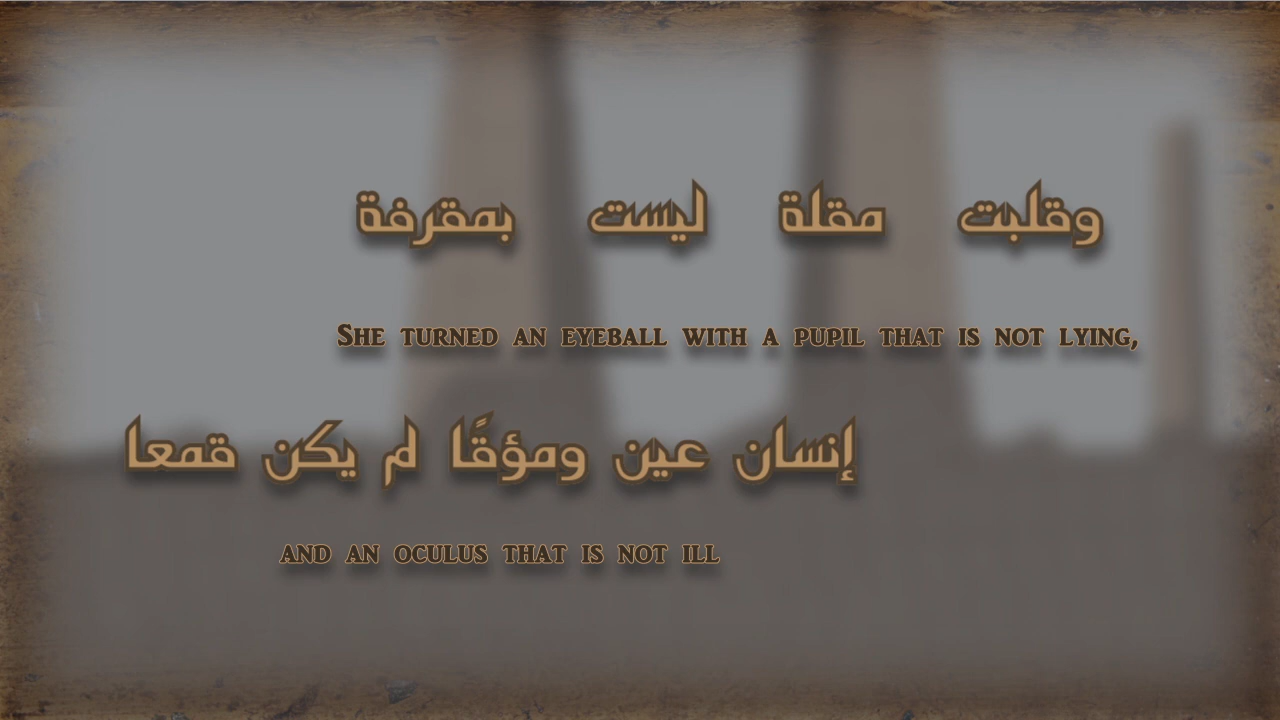 وقلبت مقلة ليست بمقرفة
She turned an eyeball with a pupil that is not lying,
إنسان عين ومؤقًا لم يكن قمعا
and an oculus that is not ill